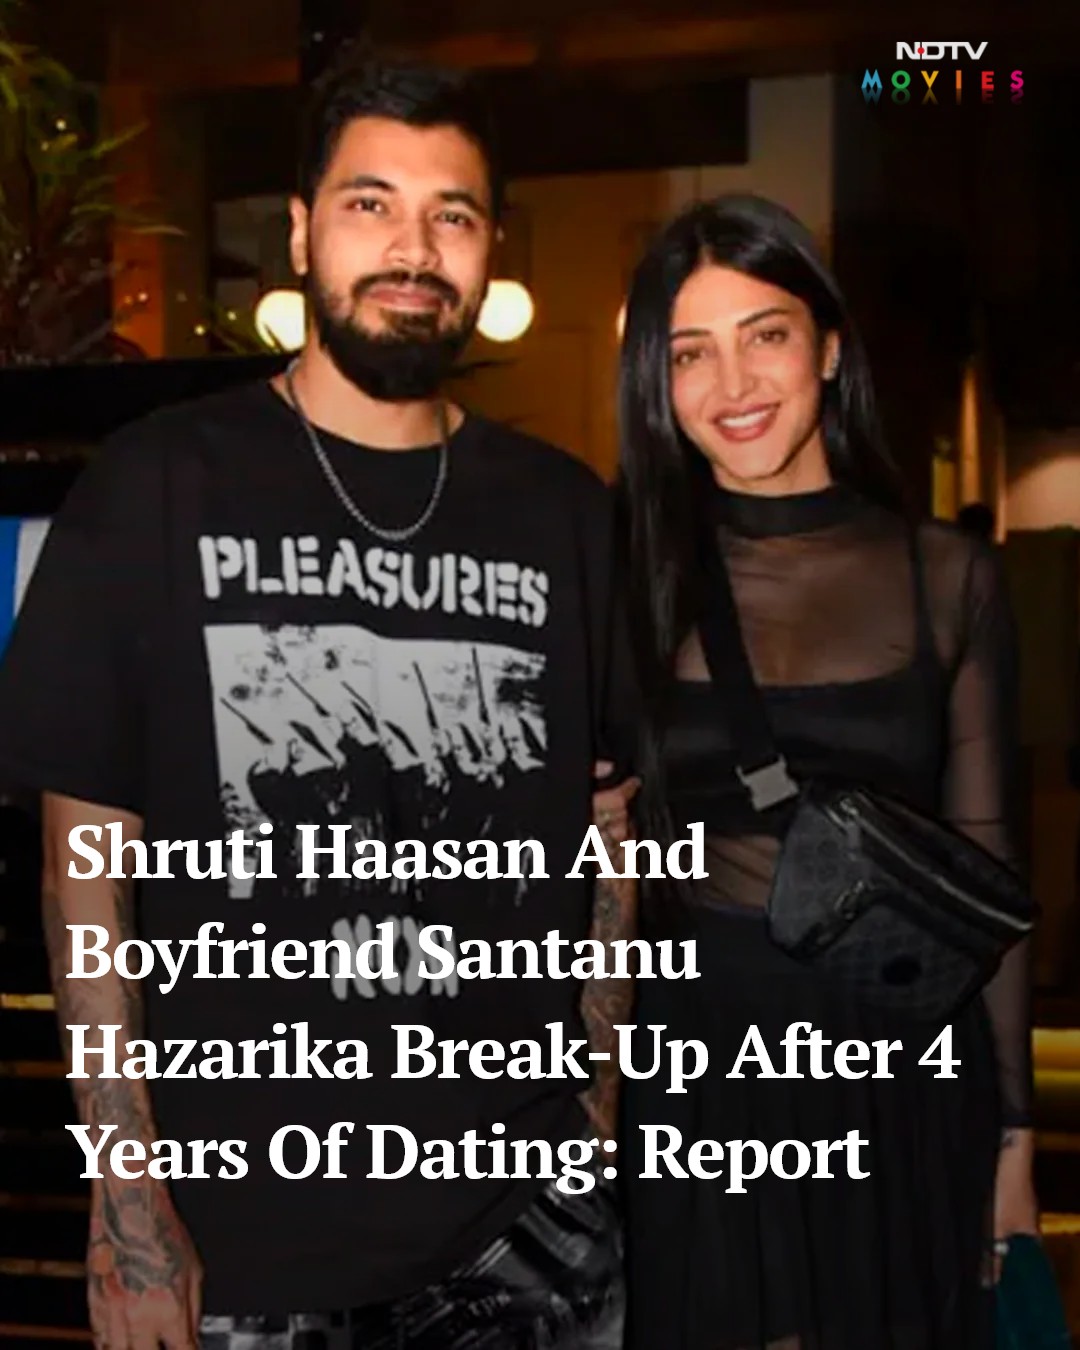 NDTV
MOVIES
PLEASURES
Shruti Haasan And
Boyfriend Santanu
Hazarika Break-Up After 4
Years Of Dating: Report